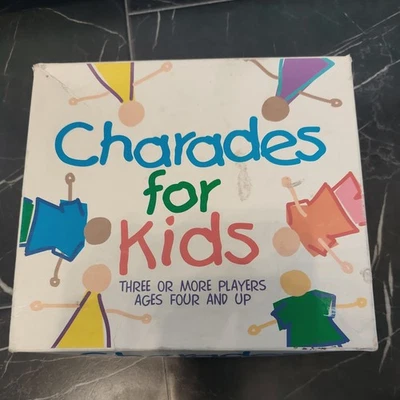 Charades
for
Kids
THREE OR MORE PLAYERS
AGES FOUR AND UP